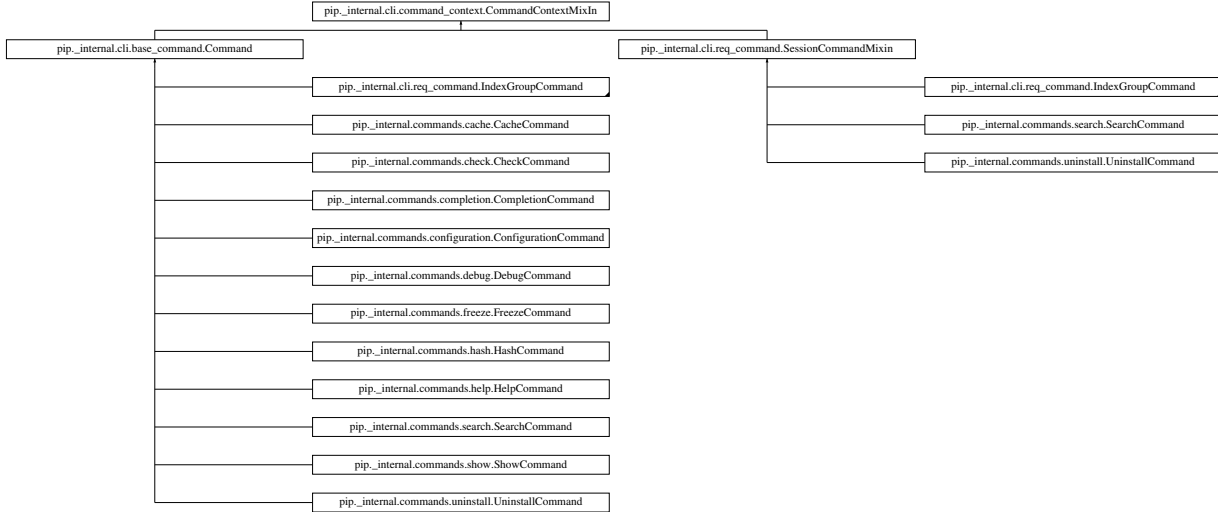 pip._internal.cli.command_context.CommandContextMixIn
pip._internal.cli.base_command.Command
pip._internal.cli.req_command.SessionCommandMixin
pip._internal.cli.req_command.IndexGroupCommand
pip._internal.cli.req_command.IndexGroupCommand
pip._internal.commands.cache.CacheCommand
pip._internal.commands.search.SearchCommand
pip._internal.commands.check.CheckCommand
pip._internal.commands.uninstall.UninstallCommand
pip._internal.commands.completion.CompletionCommand
pip._internal.commands.configuration.ConfigurationCommand
pip._internal.commands.debug.DebugCommand
pip._internal.commands.freeze.FreezeCommand
pip._internal.commands.hash.HashCommand
pip._internal.commands.help.HelpCommand
pip._internal.commands.search.SearchCommand
pip._internal.commands.show.ShowCommand
pip._internal.commands.uninstall.UninstallCommand